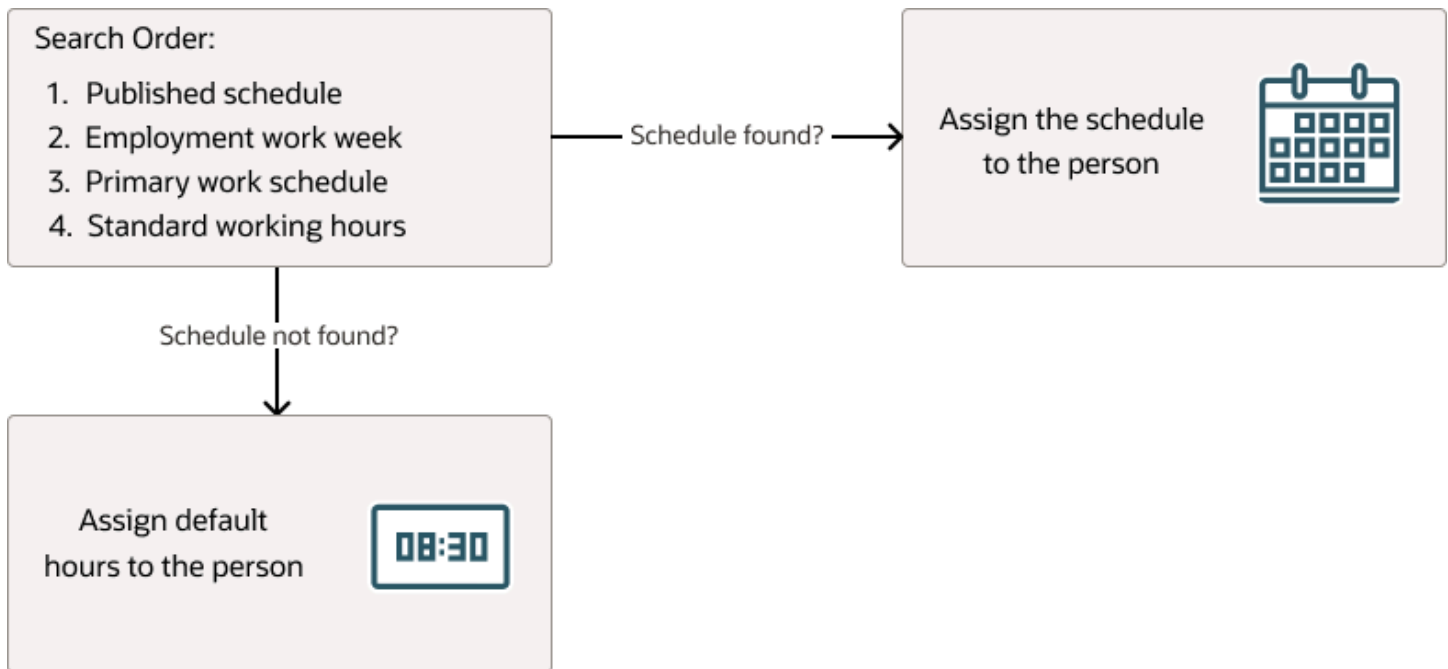 Search Order:
1. Published schedule
2. Employment work week
3. Primary work schedule
4. Standard working hours
Schedule found?
Assign the schedule
to the person
Schedule not found?
Assign default
hours to the person
08:30